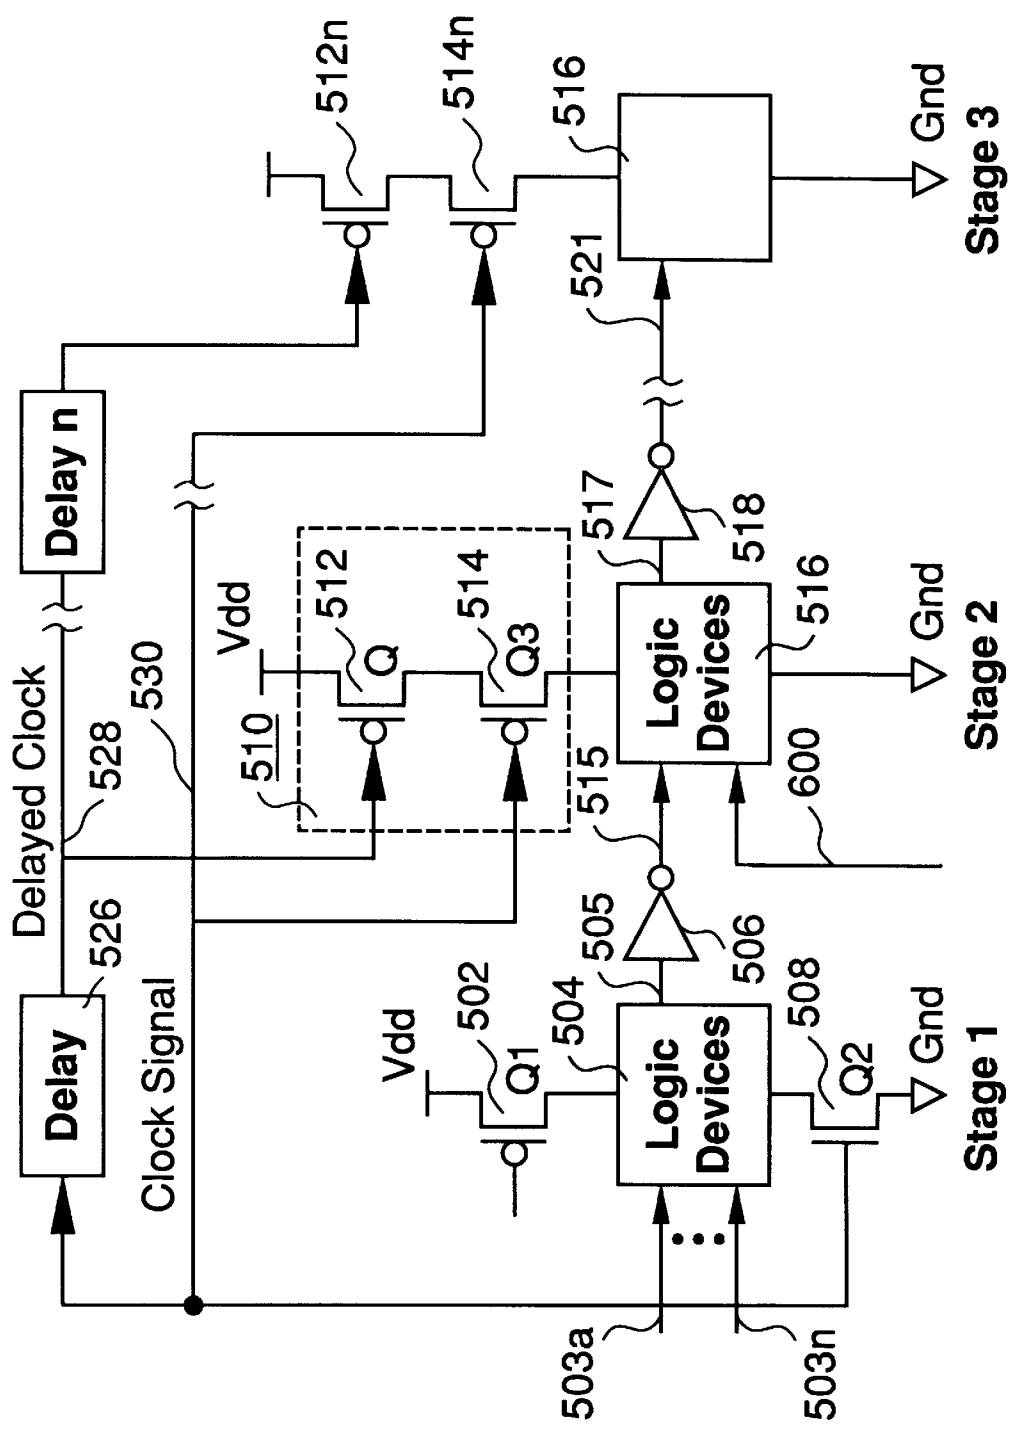 Delay
526
Delayed Clock
528
Delay n
Clock Signal
530
512n
514n
Vdd
510
512
Q
514
Q3
Vdd
502
Q1
504
Logic
Devices
505
506
515
Logic
Devices
516
517
518
521
516
503a
503n
508
Q2
600
Gnd
Gnd
Gnd
Stage 1
Stage 2
Stage 3